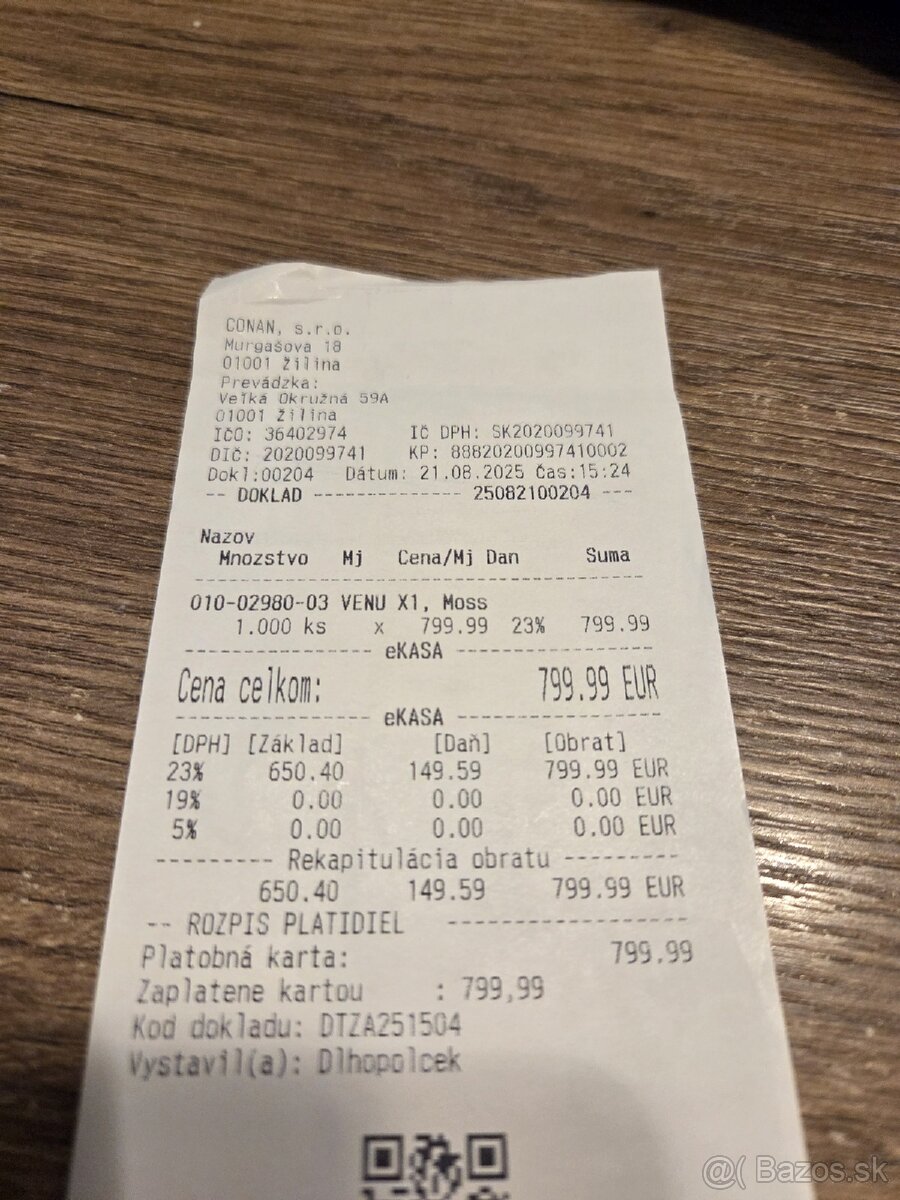 CONAN, s.r.o.
Murgašova 18
01001 Žilina
Prevádzka:
Veľká Okružná 59A
01001 Žilina
IČO: 36402974 IČ DPH: SK2020099741
DIČ: 2020099741 KP: 88820200997410002
Dokl:00204 Dátum: 21.08.2025 Čas:15:24
-- DOKLAD -------------- 25082100204 ---
Nazov
Mnozstvo Mj Cena/Mj Dan Suma
010-02980-03 VENU X1, Moss
1.000 ks x 799.99 23% 799.99
------------------ eKASA ------------------
Cena celkom: 799.99 EUR
------------------ eKASA ------------------
[DPH] [Základ] [Daň] [Obrat]
23% 650.40 149.59 799.99 EUR
19% 0.00 0.00 0.00 EUR
5% 0.00 0.00 0.00 EUR
--------- Rekapitulácia obratu ---------
650.40 149.59 799.99 EUR
-- ROZPIS PLATIDIEL -----------------
Platobná karta: 799.99
Zaplatene kartou : 799,99
Kod dokladu: DTZA251504
Vystavil(a): Dlhopolcek
@( Bazos.sk